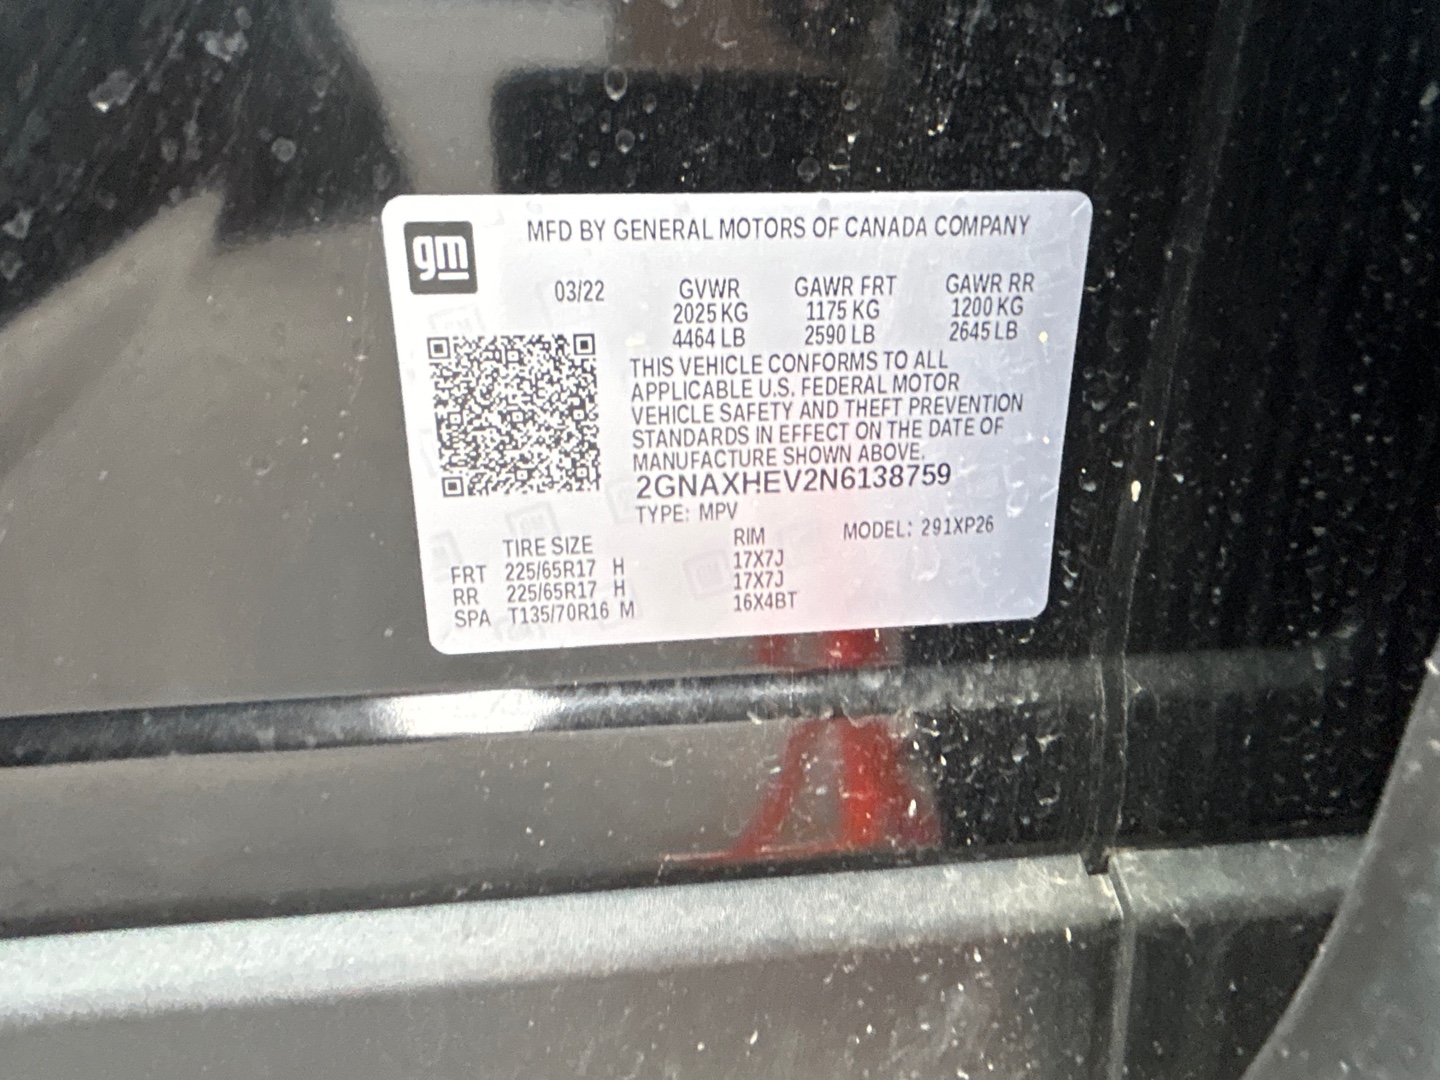 gm
MFD BY GENERAL MOTORS OF CANADA COMPANY
03/22 GVWR GAWR FRT GAWR RR
2025 KG 1175 KG 1200 KG
4464 LB 2590 LB 2645 LB
THIS VEHICLE CONFORMS TO ALL
APPLICABLE U.S. FEDERAL MOTOR
VEHICLE SAFETY AND THEFT PREVENTION
STANDARDS IN EFFECT ON THE DATE OF
MANUFACTURE SHOWN ABOVE.
2GNAXHEV2N6138759
TYPE: MPV MODEL: 291XP26
TIRE SIZE RIM
FRT 225/65R17 H 17X7J
RR 225/65R17 H 17X7J
SPA T135/70R16 M 16X4BT